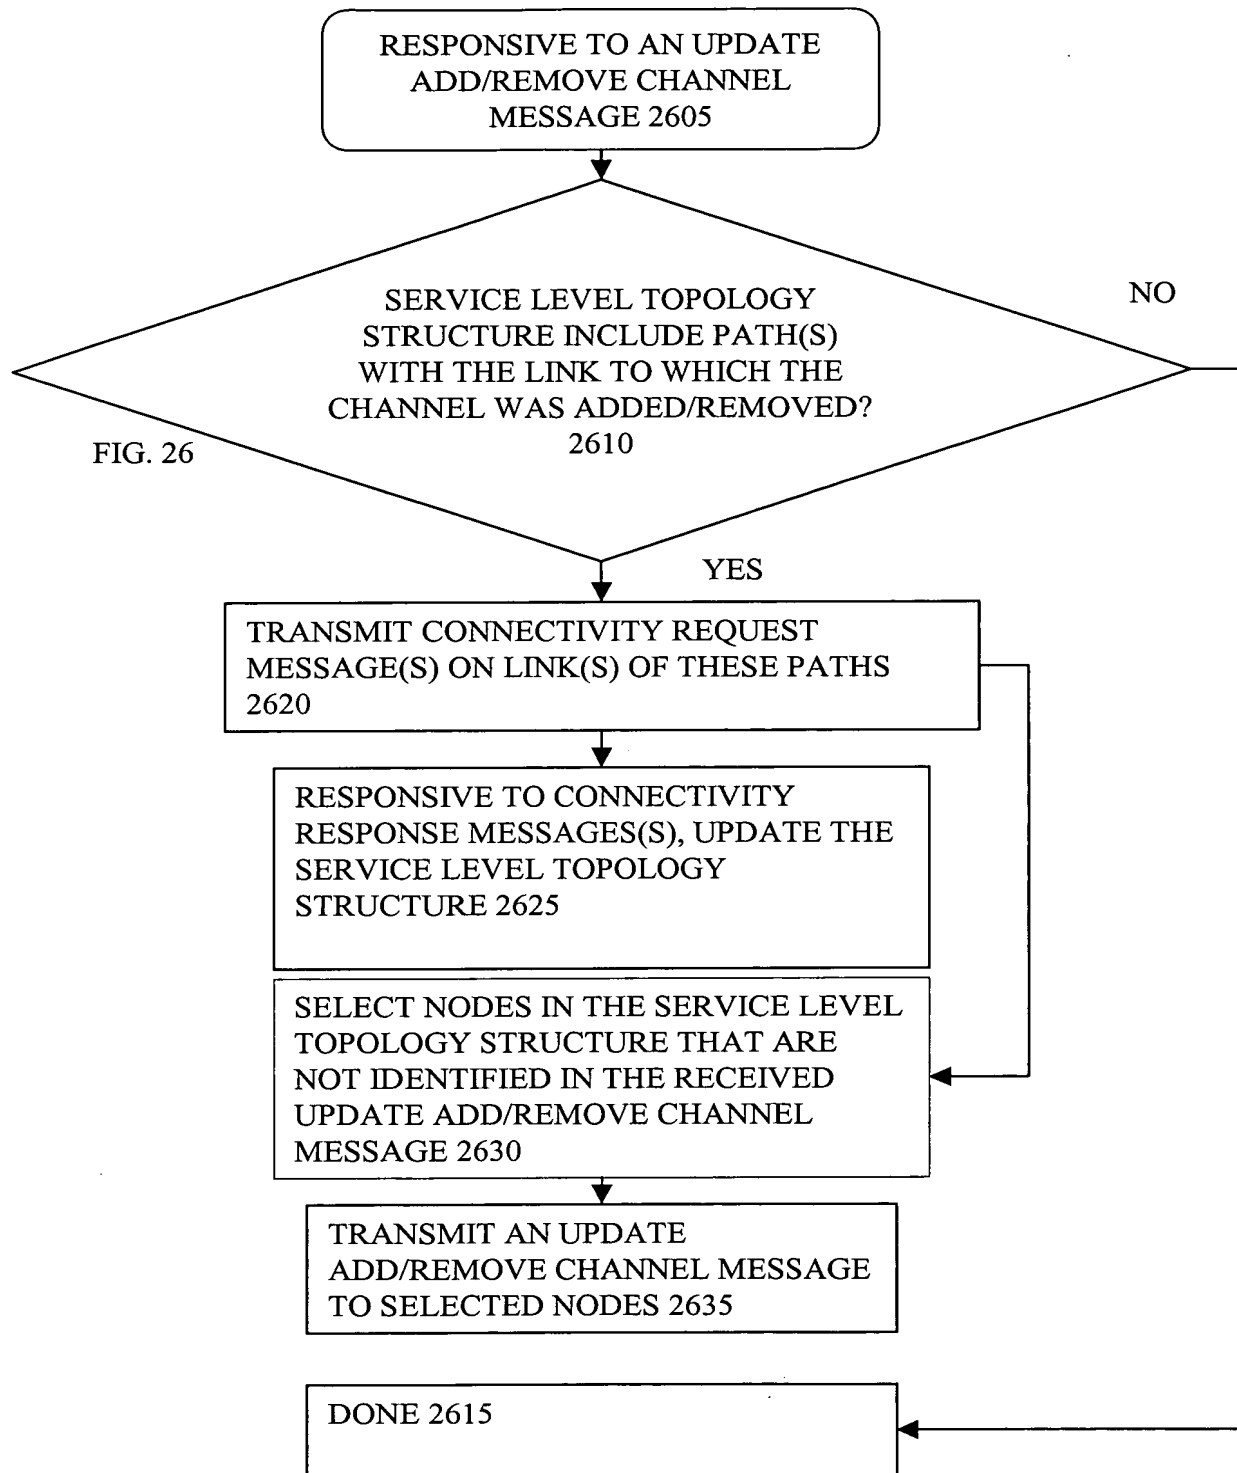 RESPONSIVE TO AN UPDATE
ADD/REMOVE CHANNEL
MESSAGE 2605
SERVICE LEVEL TOPOLOGY
STRUCTURE INCLUDE PATH(S)
WITH THE LINK TO WHICH THE
CHANNEL WAS ADDED/REMOVED?
2610
NO
FIG. 26
YES
TRANSMIT CONNECTIVITY REQUEST
MESSAGE(S) ON LINK(S) OF THESE PATHS
2620
RESPONSIVE TO CONNECTIVITY
RESPONSE MESSAGES(S), UPDATE THE
SERVICE LEVEL TOPOLOGY
STRUCTURE 2625
SELECT NODES IN THE SERVICE LEVEL
TOPOLOGY STRUCTURE THAT ARE
NOT IDENTIFIED IN THE RECEIVED
UPDATE ADD/REMOVE CHANNEL
MESSAGE 2630
TRANSMIT AN UPDATE
ADD/REMOVE CHANNEL MESSAGE
TO SELECTED NODES 2635
DONE 2615